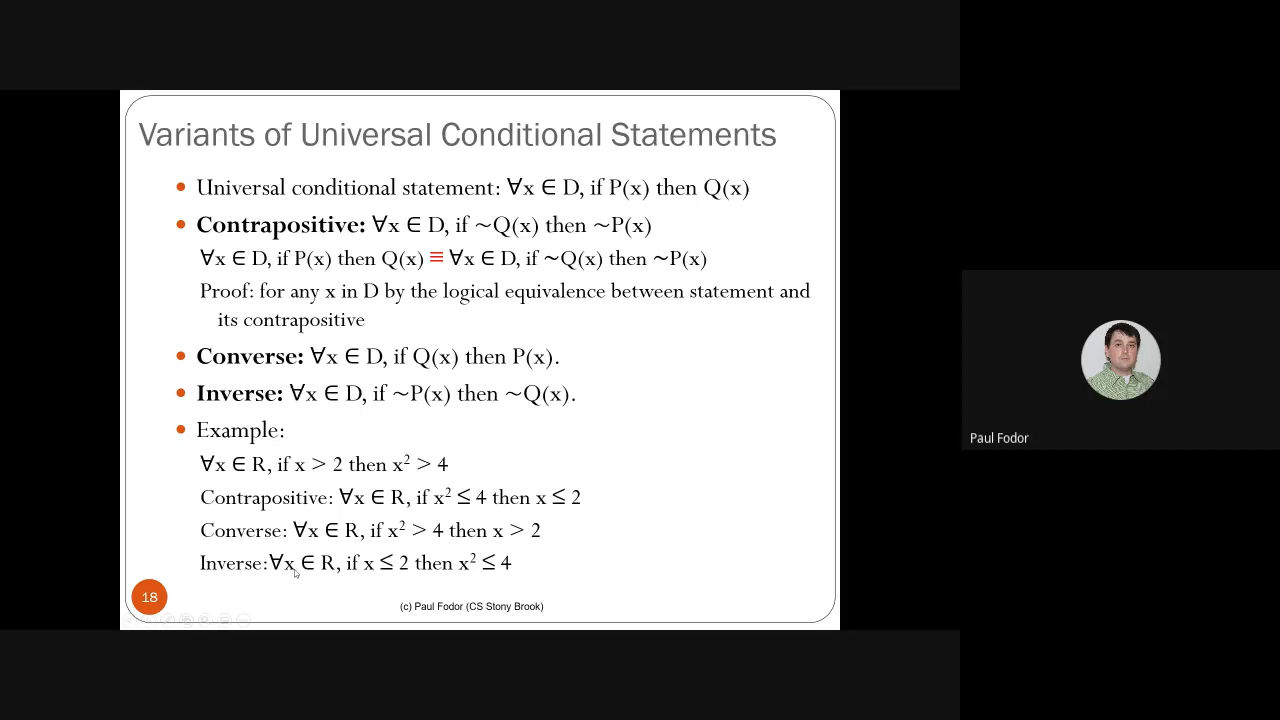 Variants of Universal Conditional Statements
• Universal conditional statement: ∀x ∈ D, if P(x) then Q(x)
• Contrapositive: ∀x ∈ D, if ~Q(x) then ~P(x)
∀x ∈ D, if P(x) then Q(x) ≡ ∀x ∈ D, if ~Q(x) then ~P(x)
Proof: for any x in D by the logical equivalence between statement and
its contrapositive
• Converse: ∀x ∈ D, if Q(x) then P(x).
• Inverse: ∀x ∈ D, if ~P(x) then ~Q(x).
• Example:
∀x ∈ R, if x > 2 then x² > 4
Contrapositive: ∀x ∈ R, if x² ≤ 4 then x ≤ 2
Converse: ∀x ∈ R, if x² > 4 then x > 2
Inverse:∀x ∈ R, if x ≤ 2 then x² ≤ 4
18
(c) Paul Fodor (CS Stony Brook)
Paul Fodor